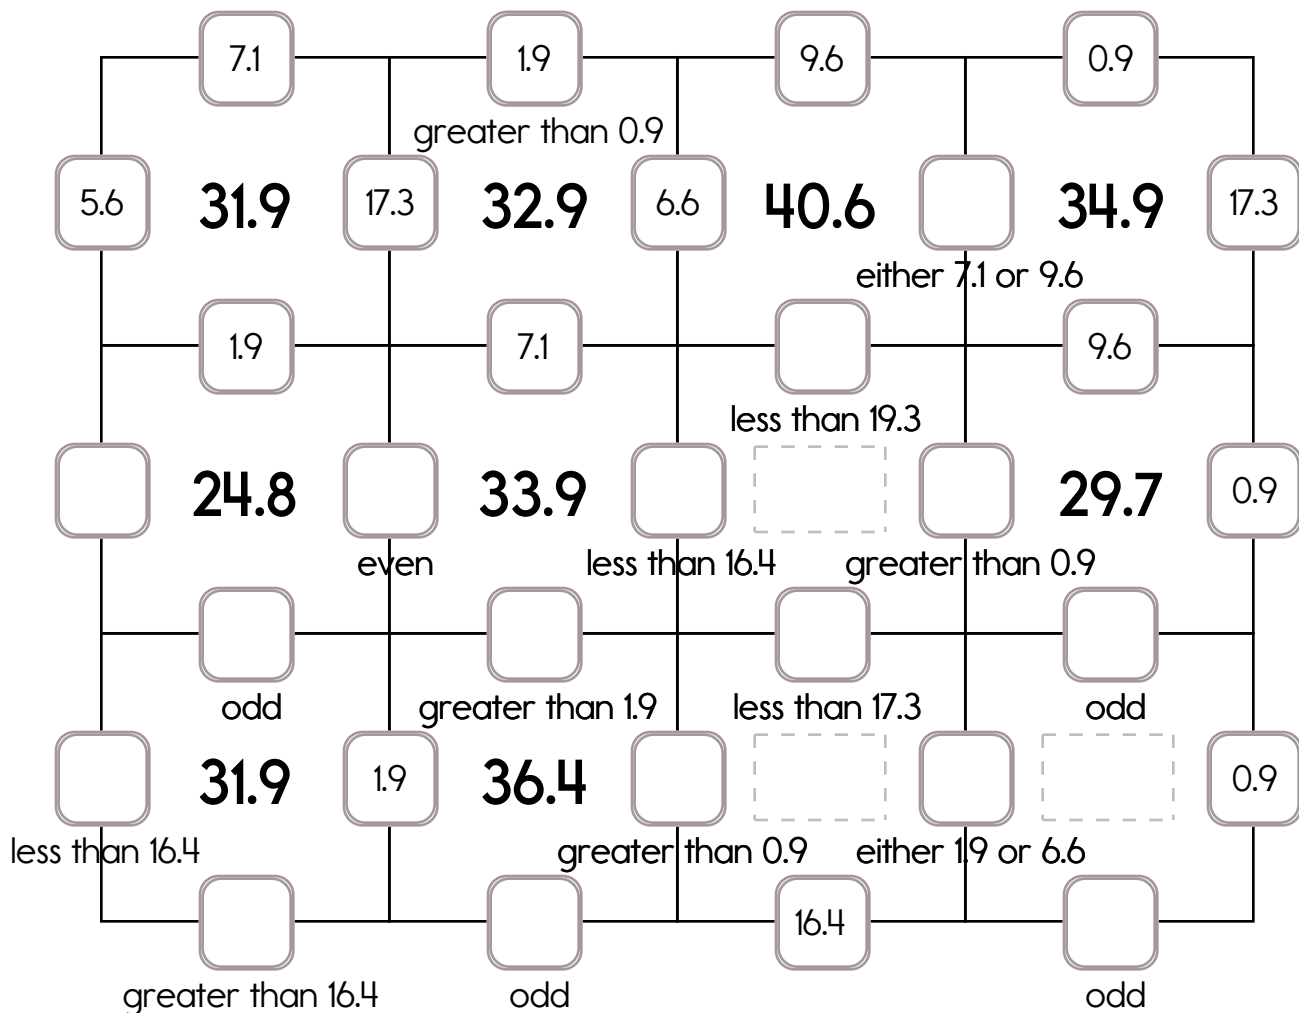 7.1 1.9 9.6 0.9
greater than 0.9
5.6 31.9 17.3 32.9 6.6 40.6 34.9 17.3
either 7.1 or 9.6
1.9 7.1 9.6
less than 19.3
24.8 33.9 29.7 0.9
even less than 16.4 greater than 0.9
odd greater than 1.9 less than 17.3 odd
31.9 1.9 36.4 0.9
less than 16.4 greater than 0.9 either 1.9 or 6.6
16.4
greater than 16.4 odd odd